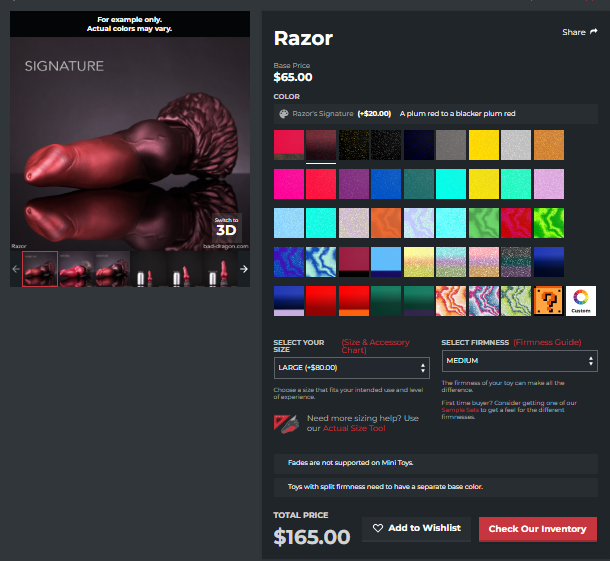 For example only.
Actual colors may vary.
SIGNATURE
Switch to
3D
Razor
bad-dragon.com
Razor
Share
Base Price
$65.00
COLOR
Razor's Signature (+$20.00) A plum red to a blacker plum red
?
Custom
SELECT YOUR SIZE (Size & Accessory Chart)
LARGE (+$80.00)
Choose a size that fits your intended use and level
of experience.
Need more sizing help? Use
our Actual Size Tool
SELECT FIRMNESS (Firmness Guide)
MEDIUM
The firmness of your toy can make all the
difference.
First time buyer? Consider getting one of our
Sample Sets to get a feel for the different
firmnesses.
Fades are not supported on Mini Toys.
Toys with split firmness need to have a separate base color.
TOTAL PRICE
$165.00
Add to Wishlist
Check Our Inventory